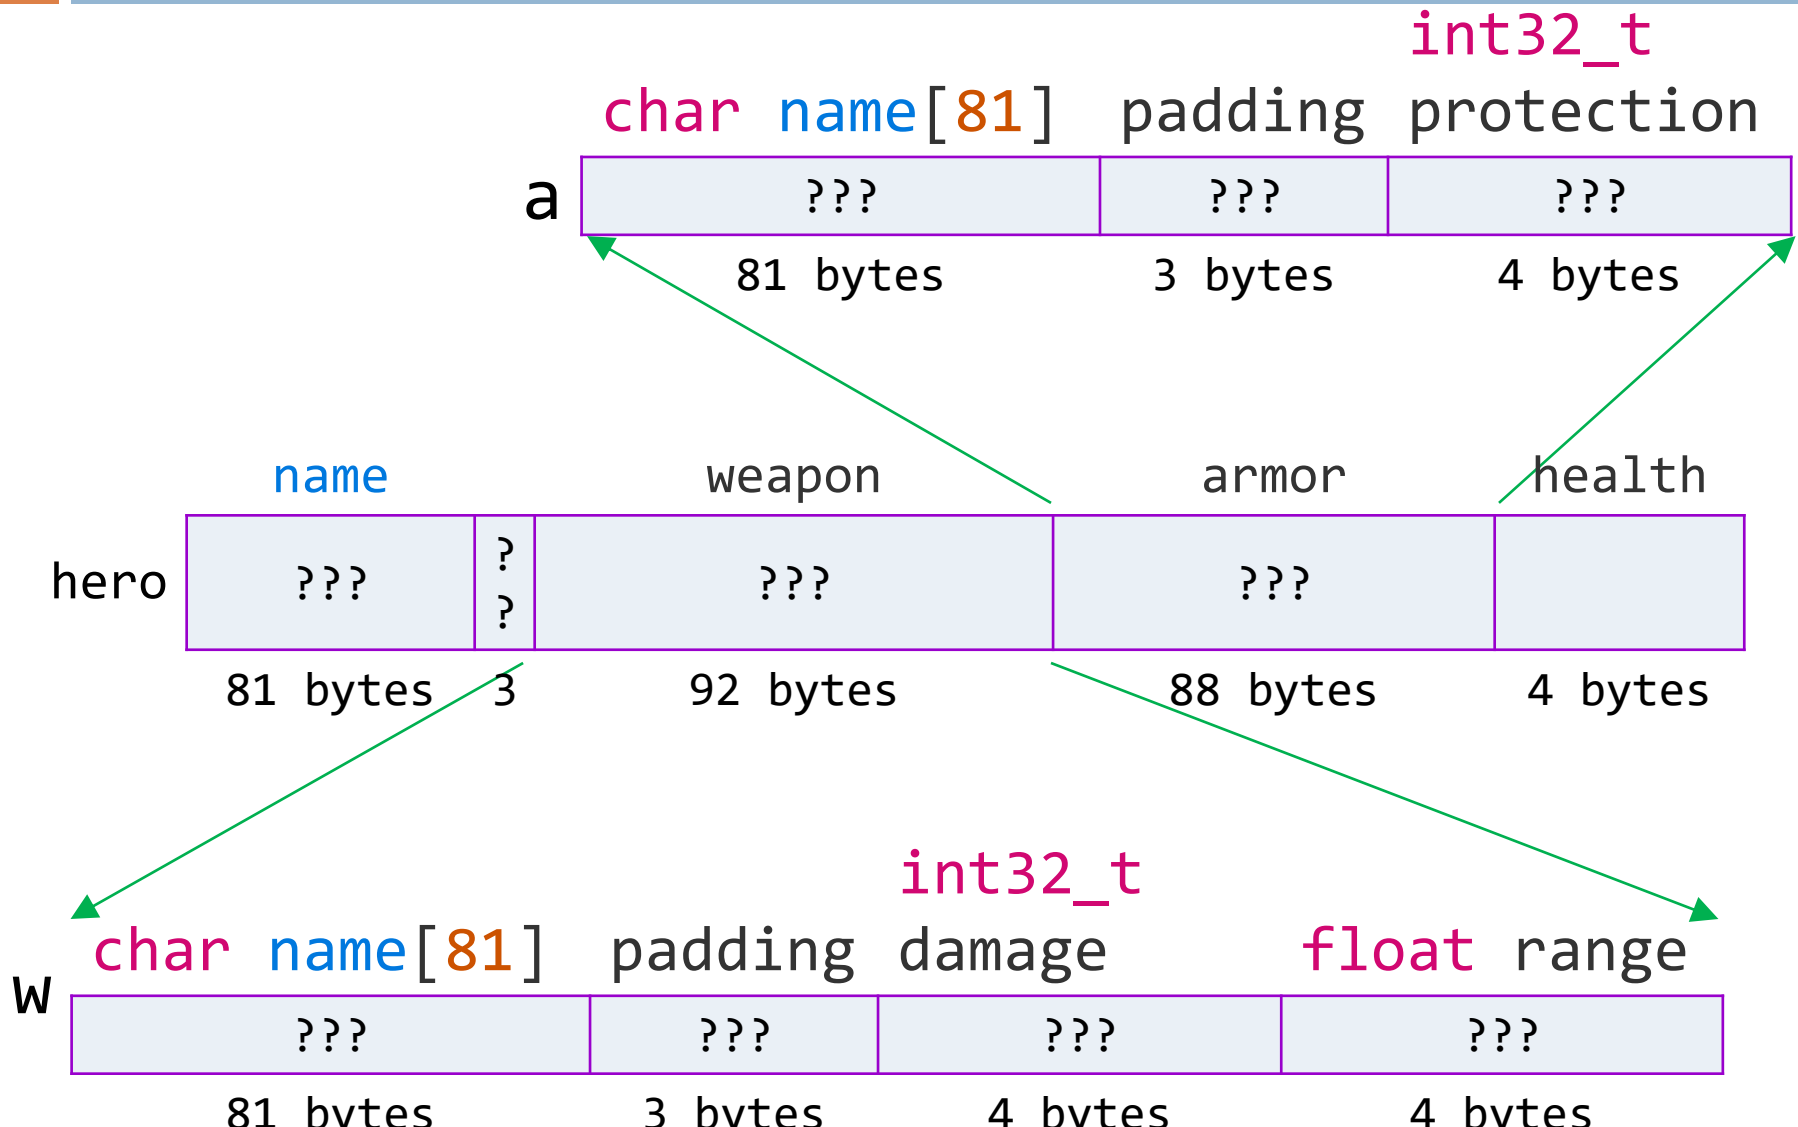 int32_t
char name[81] padding protection
a ??? ??? ???
81 bytes 3 bytes 4 bytes
name weapon armor health
hero ??? ? ? ??? ???
81 bytes 3 92 bytes 88 bytes 4 bytes
int32_t
char name[81] padding damage float range
w ??? ??? ??? ???
81 bytes 3 bytes 4 bytes 4 bytes